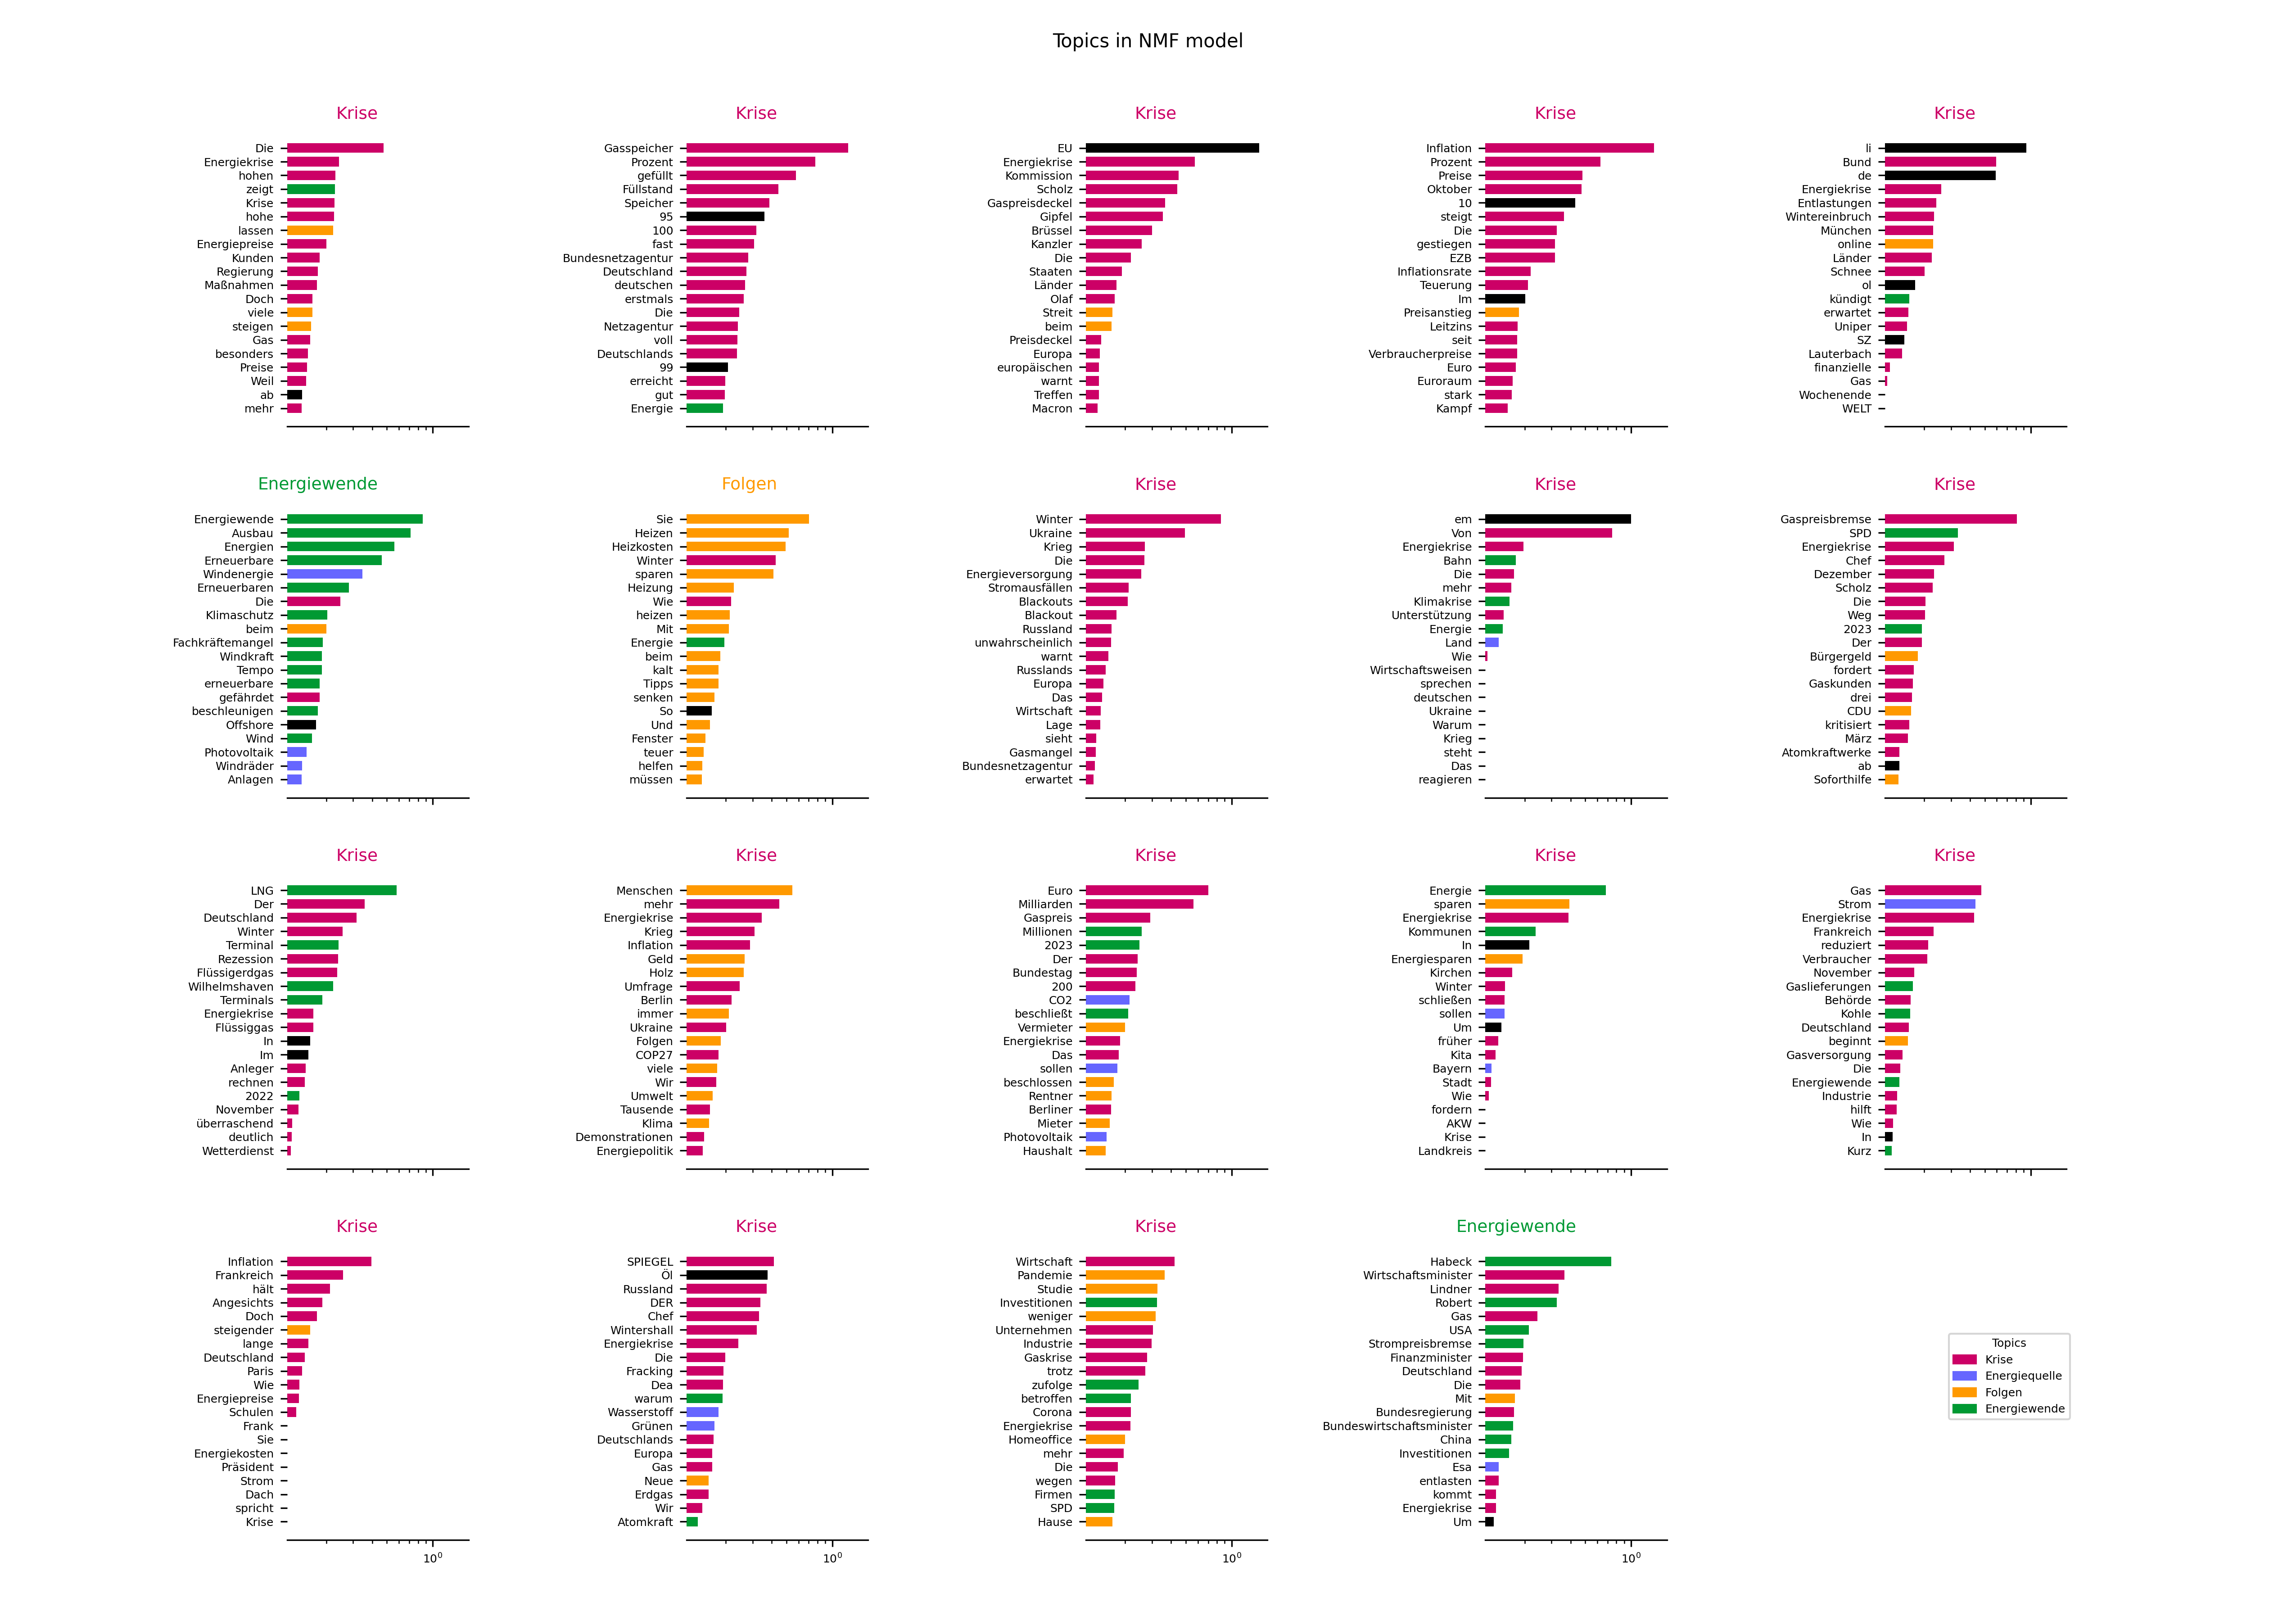 Topics in NMF model
Krise
Die
Energiekrise
hohen
zeigt
Krise
hohe
lassen
Energiepreise
Kunden
Regierung
Maßnahmen
Doch
viele
steigen
Gas
besonders
Preise
Weil
ab
mehr
Krise
Gasspeicher
Prozent
gefüllt
Füllstand
Speicher
95
100
fast
Bundesnetzagentur
Deutschland
deutschen
erstmals
Die
Netzagentur
voll
Deutschlands
99
erreicht
gut
Energie
Krise
EU
Energiekrise
Kommission
Scholz
Gaspreisdeckel
Gipfel
Brüssel
Kanzler
Die
Staaten
Länder
Olaf
Streit
beim
Preisdeckel
Europa
europäischen
warnt
Treffen
Macron
Krise
Inflation
Prozent
Preise
Oktober
10
steigt
Die
gestiegen
EZB
Inflationsrate
Teuerung
Im
Preisanstieg
Leitzins
seit
Verbraucherpreise
Euro
Euroraum
stark
Kampf
Krise
li
Bund
de
Energiekrise
Entlastungen
Wintereinbruch
München
online
Länder
Schnee
ol
kündigt
erwartet
Uniper
SZ
Lauterbach
finanzielle
Gas
Wochenende
WELT
Energiewende
Energiewende
Ausbau
Energien
Erneuerbare
Windenergie
Erneuerbaren
Die
Klimaschutz
beim
Fachkräftemangel
Windkraft
Tempo
erneuerbare
gefährdet
beschleunigen
Offshore
Wind
Photovoltaik
Windräder
Anlagen
Folgen
Sie
Heizen
Heizkosten
Winter
sparen
Heizung
Wie
heizen
Mit
Energie
beim
kalt
Tipps
senken
So
Und
Fenster
teuer
helfen
müssen
Krise
Winter
Ukraine
Krieg
Die
Energieversorgung
Stromausfällen
Blackouts
Blackout
Russland
unwahrscheinlich
warnt
Russlands
Europa
Das
Wirtschaft
Lage
sieht
Gasmangel
Bundesnetzagentur
erwartet
Krise
em
Von
Energiekrise
Bahn
Die
mehr
Klimakrise
Unterstützung
Energie
Land
Wie
Wirtschaftsweisen
sprechen
deutschen
Ukraine
Warum
Krieg
steht
Das
reagieren
Krise
Gaspreisbremse
SPD
Energiekrise
Chef
Dezember
Scholz
Die
Weg
2023
Der
Bürgergeld
fordert
Gaskunden
drei
CDU
kritisiert
März
Atomkraftwerke
ab
Soforthilfe
Krise
LNG
Der
Deutschland
Winter
Terminal
Rezession
Flüssigerdgas
Wilhelmshaven
Terminals
Energiekrise
Flüssiggas
In
Im
Anleger
rechnen
2022
November
überraschend
deutlich
Wetterdienst
Krise
Menschen
mehr
Energiekrise
Krieg
Inflation
Geld
Holz
Umfrage
Berlin
immer
Ukraine
Folgen
COP27
viele
Wir
Umwelt
Tausende
Klima
Demonstrationen
Energiepolitik
Krise
Euro
Milliarden
Gaspreis
Millionen
2023
Der
Bundestag
200
CO2
beschließt
Vermieter
Energiekrise
Das
sollen
beschlossen
Rentner
Berliner
Mieter
Photovoltaik
Haushalt
Krise
Energie
sparen
Energiekrise
Kommunen
In
Energiesparen
Kirchen
Winter
schließen
sollen
Um
früher
Kita
Bayern
Stadt
Wie
fordern
AKW
Krise
Landkreis
Krise
Gas
Strom
Energiekrise
Frankreich
reduziert
Verbraucher
November
Gaslieferungen
Behörde
Kohle
Deutschland
beginnt
Gasversorgung
Die
Energiewende
Industrie
hilft
Wie
In
Kurz
Krise
Inflation
Frankreich
hält
Angesichts
Doch
steigender
lange
Deutschland
Paris
Wie
Energiepreise
Schulen
Frank
Sie
Energiekosten
Präsident
Strom
Dach
spricht
Krise
10⁰
Krise
SPIEGEL
Öl
Russland
DER
Chef
Wintershall
Energiekrise
Die
Fracking
Dea
warum
Wasserstoff
Grünen
Deutschlands
Europa
Gas
Neue
Erdgas
Wir
Atomkraft
10⁰
Krise
Wirtschaft
Pandemie
Studie
Investitionen
weniger
Unternehmen
Industrie
Gaskrise
trotz
zufolge
betroffen
Corona
Energiekrise
Homeoffice
mehr
Die
wegen
Firmen
SPD
Hause
10⁰
Energiewende
Habeck
Wirtschaftsminister
Lindner
Robert
Gas
USA
Strompreisbremse
Finanzminister
Deutschland
Die
Mit
Bundesregierung
Bundeswirtschaftsminister
China
Investitionen
Esa
entlasten
kommt
Energiekrise
Um
10⁰
Topics
Krise
Energiequelle
Folgen
Energiewende